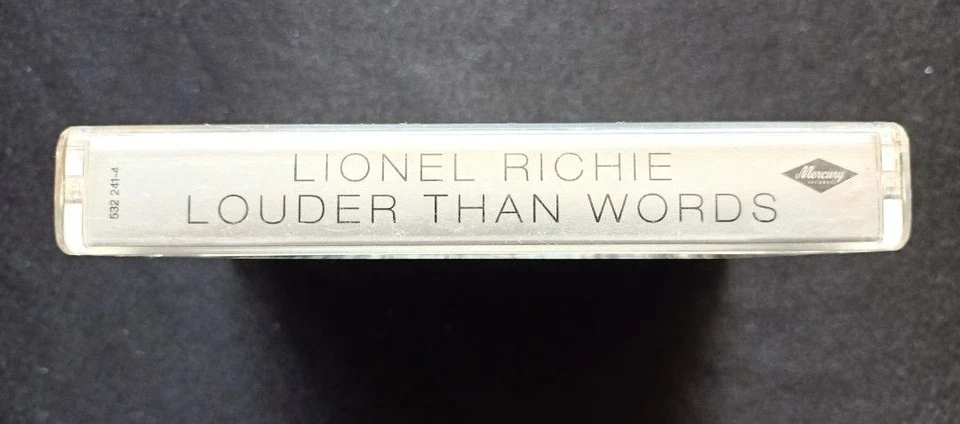 532 241-4
LIONEL RICHIE
LOUDER THAN WORDS
Mercury